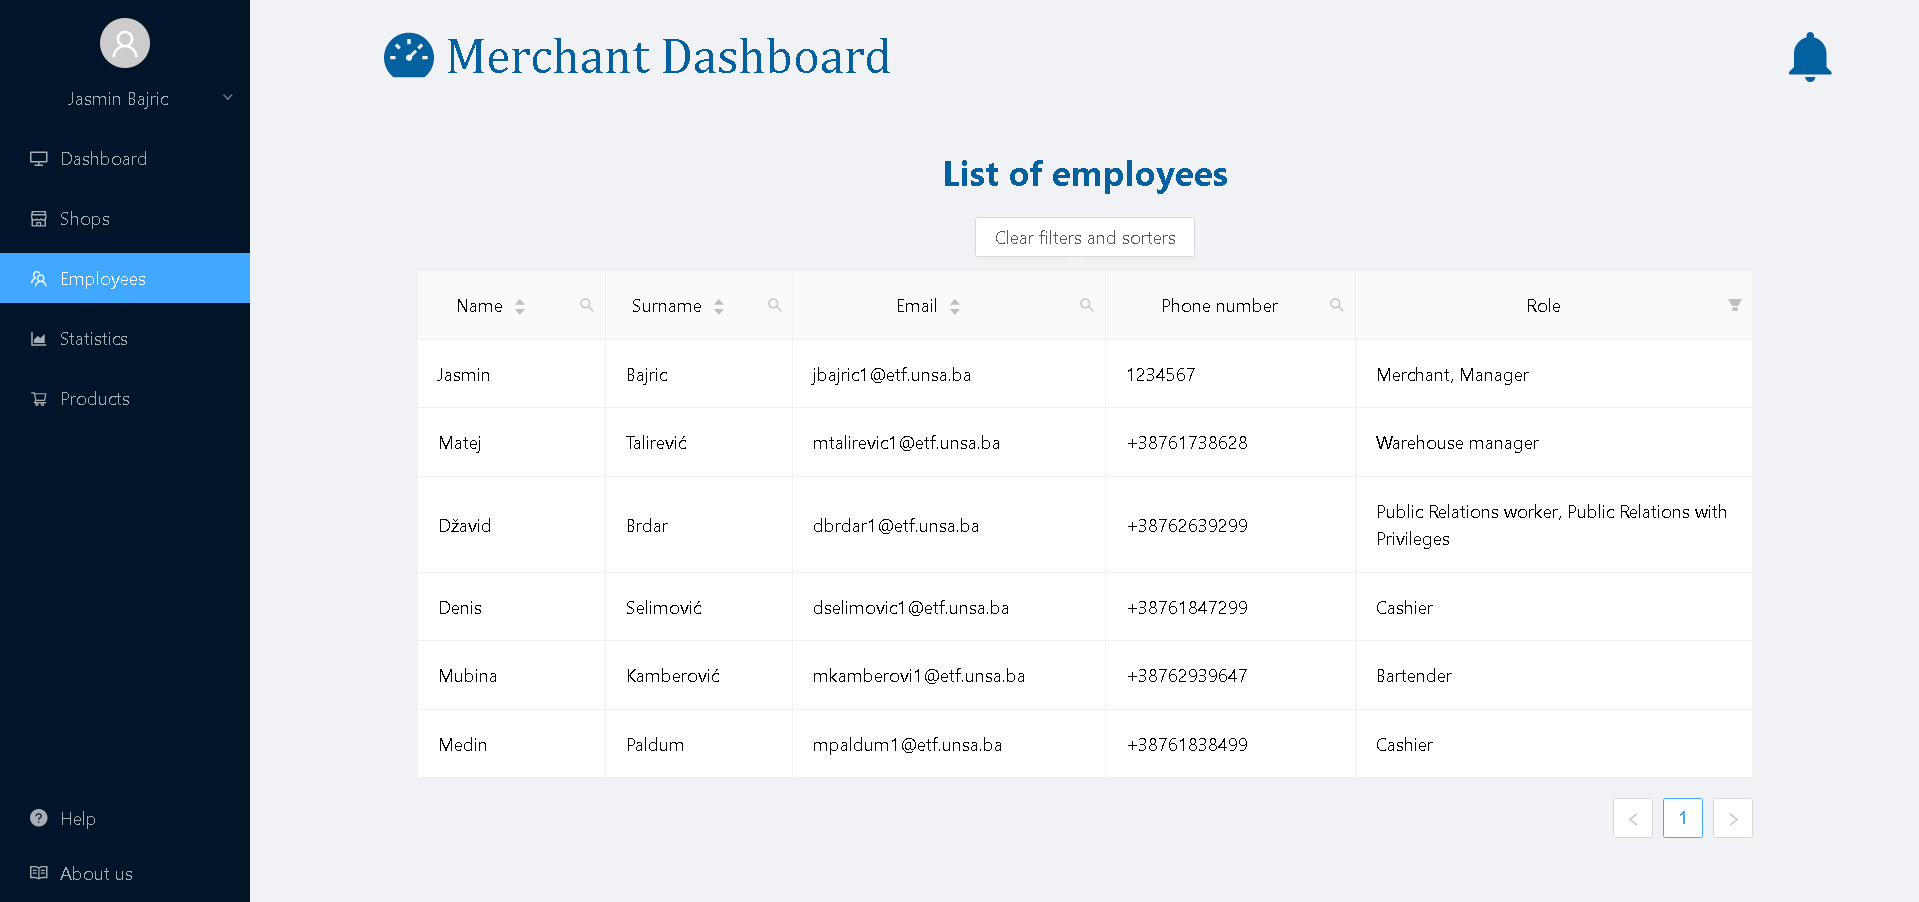 Jasmin Bajric
Dashboard
Shops
Employees
Statistics
Products
Help
About us
Merchant Dashboard
List of employees
Clear filters and sorters
Name Surname Email Phone number Role
Jasmin Bajric jbajric1@etf.unsa.ba 1234567 Merchant, Manager
Matej Talirević mtalirevic1@etf.unsa.ba +38761738628 Warehouse manager
Džavid Brdar dbrdar1@etf.unsa.ba +38762639299 Public Relations worker, Public Relations with
Privileges
Denis Selimović dselimovic1@etf.unsa.ba +38761847299 Cashier
Mubina Kamberović mkamberovi1@etf.unsa.ba +38762939647 Bartender
Medin Paldum mpaldum1@etf.unsa.ba +38761838499 Cashier
1